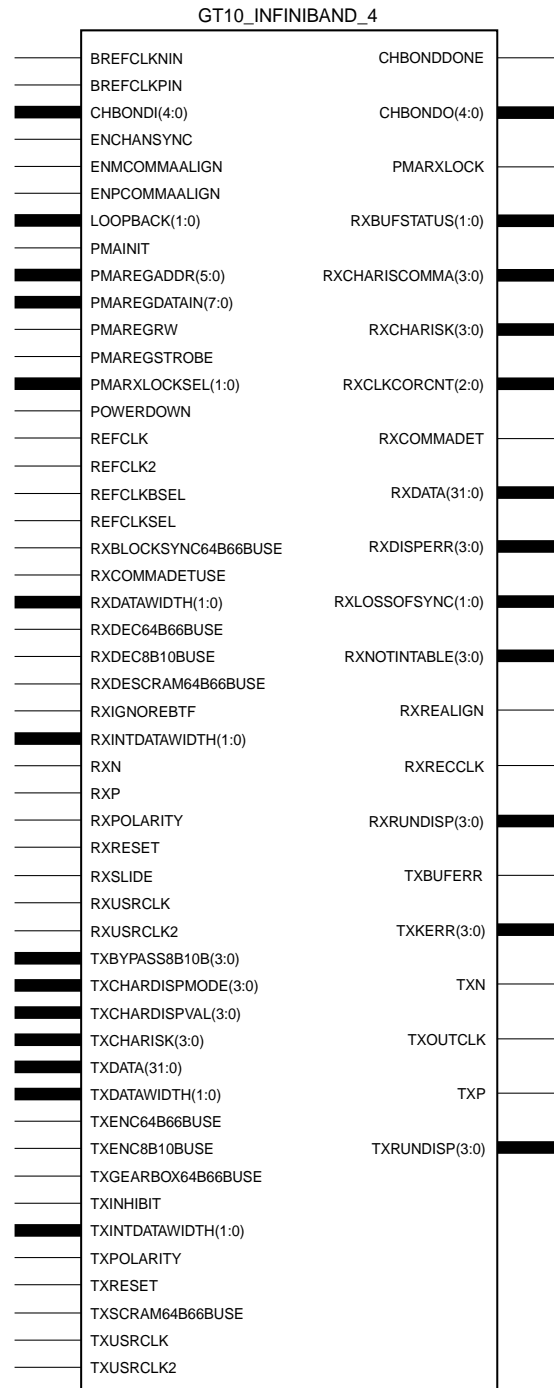 GT10_INFINIBAND_4
BREFCLKNIN
BREFCLKPIN
CHBONDI(4:0)
ENCHANSYNC
ENMCOMMAALIGN
ENPCOMMAALIGN
LOOPBACK(1:0)
PMAINIT
PMAREGADDR(5:0)
PMAREGDATAIN(7:0)
PMAREGRW
PMAREGSTROBE
PMARXLOCKSEL(1:0)
POWERDOWN
REFCLK
REFCLK2
REFCLKBSEL
REFCLKSEL
RXBLOCKSYNC64B66BUSE
RXCOMMADETUSE
RXDATAWIDTH(1:0)
RXDEC64B66BUSE
RXDEC8B10BUSE
RXDESCRAM64B66BUSE
RXIGNOREBTF
RXINTDATAWIDTH(1:0)
RXN
RXP
RXPOLARITY
RXRESET
RXSLIDE
RXUSRCLK
RXUSRCLK2
TXBYPASS8B10B(3:0)
TXCHARDISPMODE(3:0)
TXCHARDISPVAL(3:0)
TXCHARISK(3:0)
TXDATA(31:0)
TXDATAWIDTH(1:0)
TXENC64B66BUSE
TXENC8B10BUSE
TXGEARBOX64B66BUSE
TXINHIBIT
TXINTDATAWIDTH(1:0)
TXPOLARITY
TXRESET
TXSCRAM64B66BUSE
TXUSRCLK
TXUSRCLK2
CHBONDDONE
CHBONDO(4:0)
PMARXLOCK
RXBUFSTATUS(1:0)
RXCHARISCOMMA(3:0)
RXCHARISK(3:0)
RXCLKCORCNT(2:0)
RXCOMMADET
RXDATA(31:0)
RXDISPERR(3:0)
RXLOSSOFSYNC(1:0)
RXNOTINTABLE(3:0)
RXREALIGN
RXRECCLK
RXRUNDISP(3:0)
TXBUFERR
TXKERR(3:0)
TXN
TXOUTCLK
TXP
TXRUNDISP(3:0)